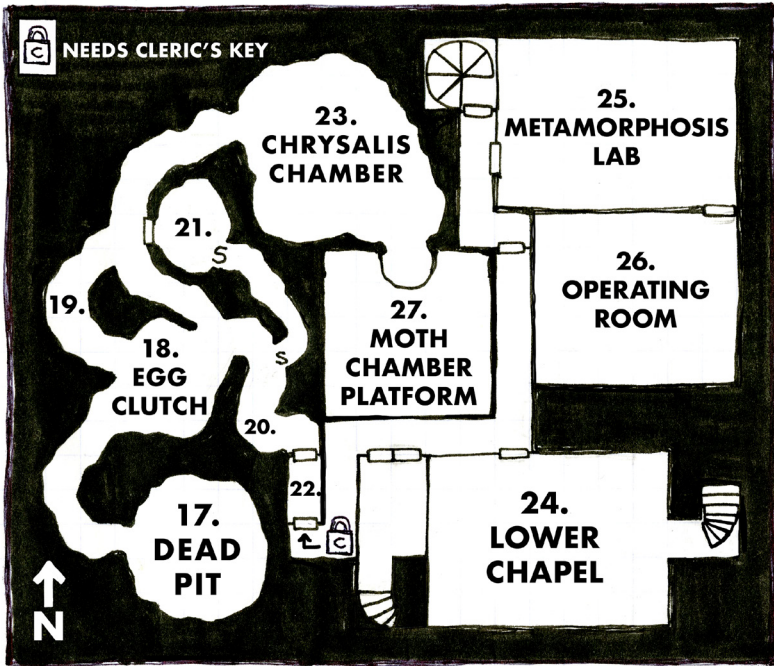 C NEEDS CLERIC'S KEY
23.
CHRYSALIS
CHAMBER
25.
METAMORPHOSIS
LAB
21.
S
26.
OPERATING
ROOM
19.
27.
MOTH
CHAMBER
PLATFORM
18.
EGG
CLUTCH
S
20.
22.
C
17.
DEAD
PIT
24.
LOWER
CHAPEL
N